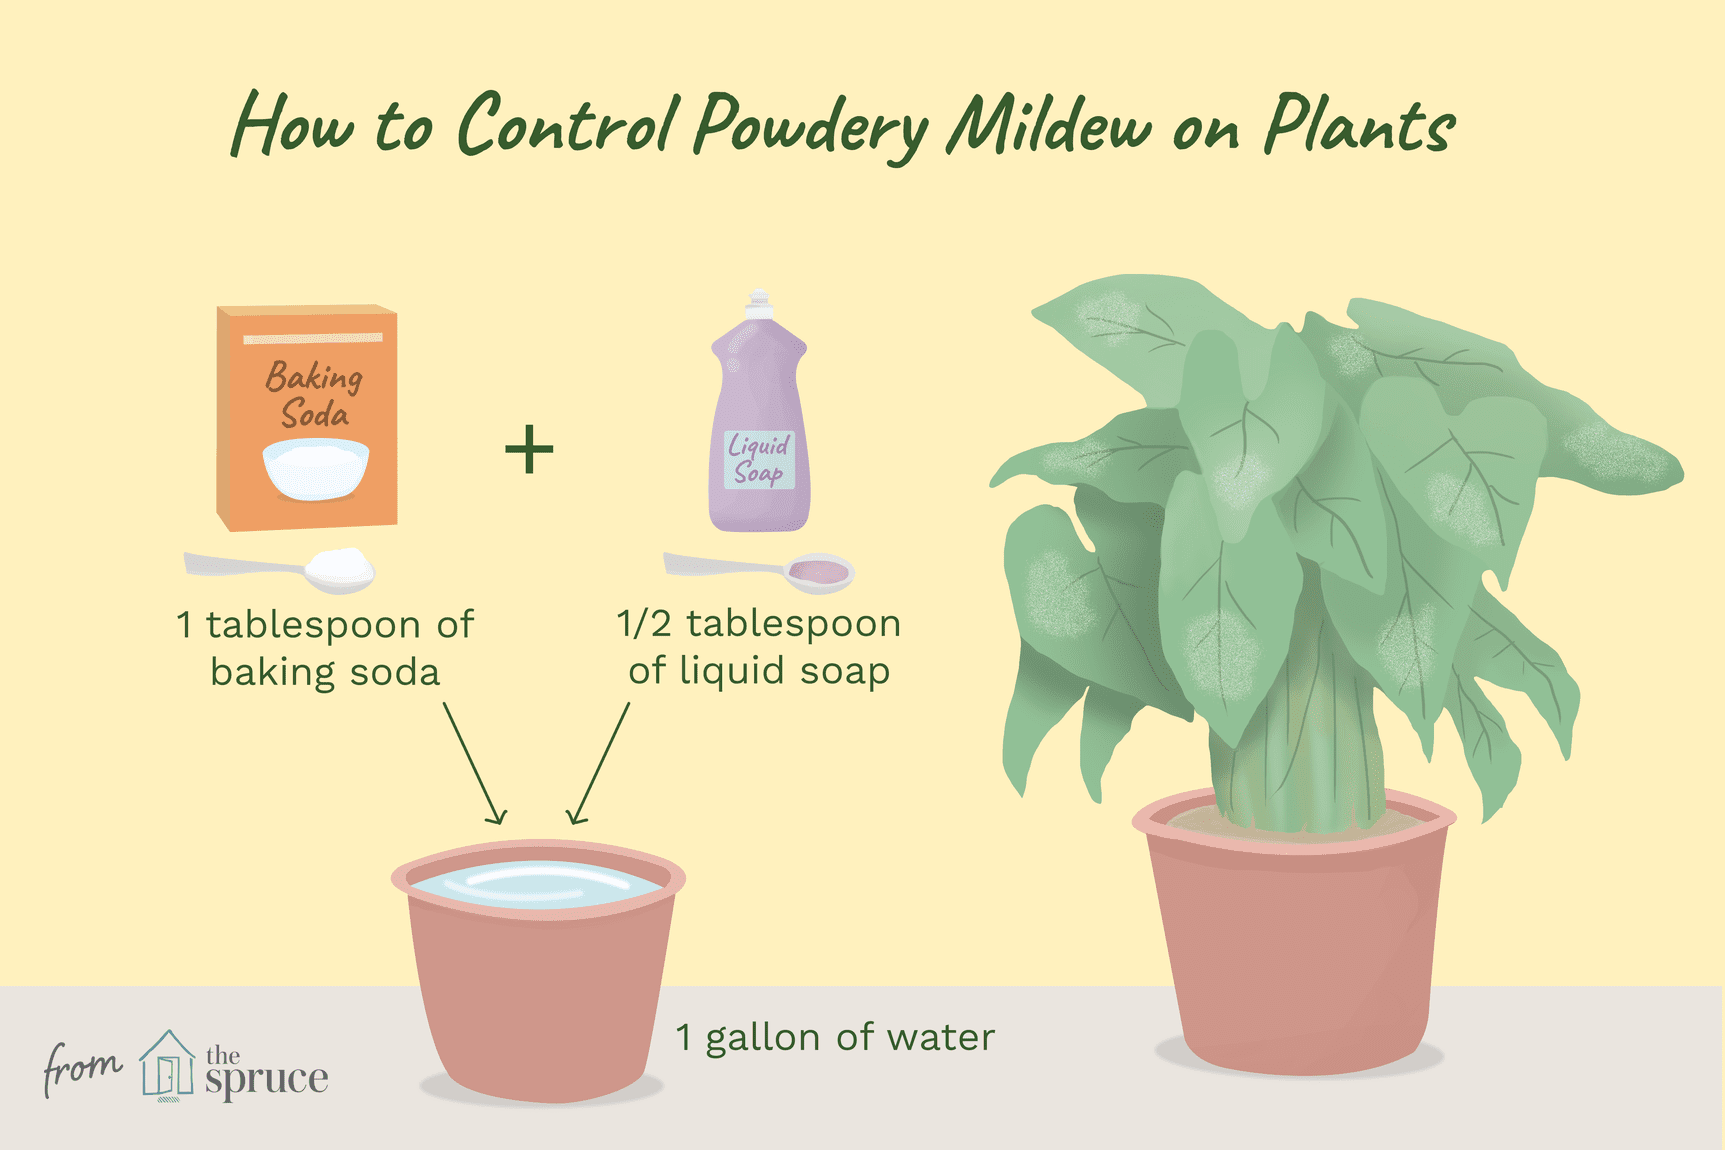 How to Control Powdery Mildew on Plants
Baking
Soda
+
Liquid
Soap
1 tablespoon of
baking soda
1/2 tablespoon
of liquid soap
1 gallon of water
from
the
spruce